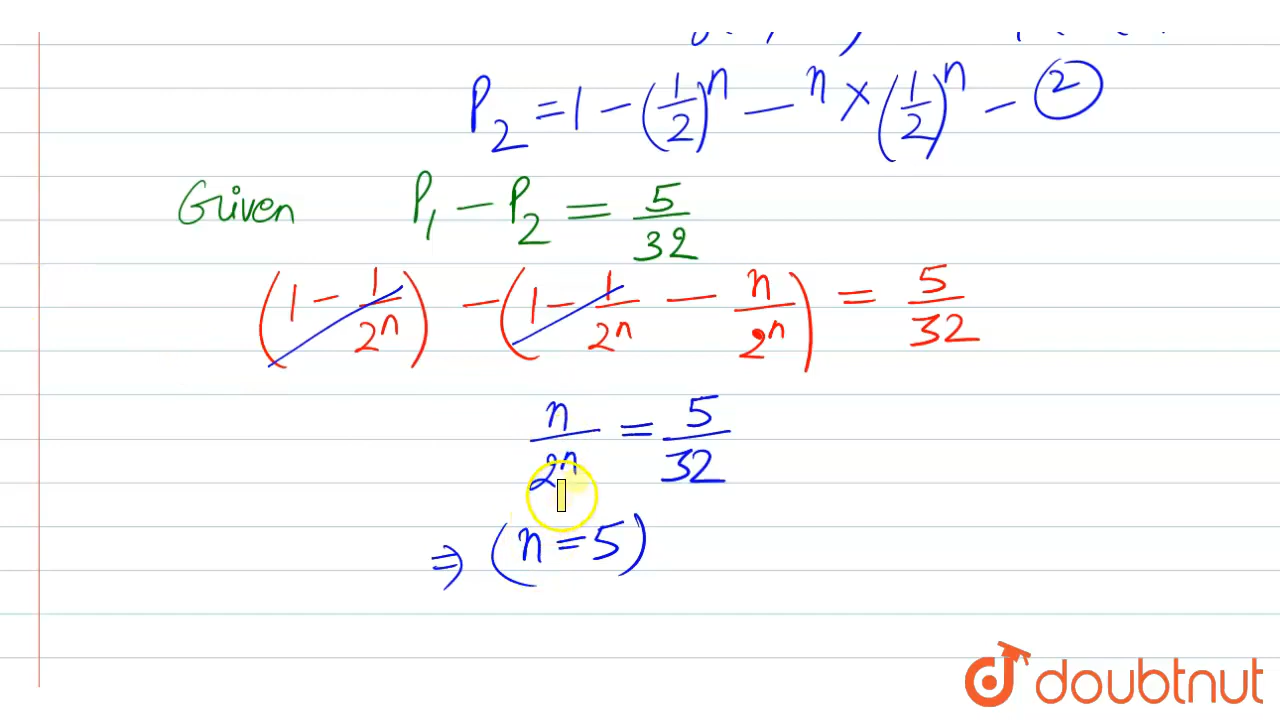 P₂ = 1 - (1/2)ⁿ - n × (1/2)ⁿ - ②
Given P₁ - P₂ = 5/32
(1 - 1/2ⁿ) - (1 - 1/2ⁿ - n/2ⁿ) = 5/32
n/2ⁿ = 5/32
⇒ (n = 5)
doubtnut